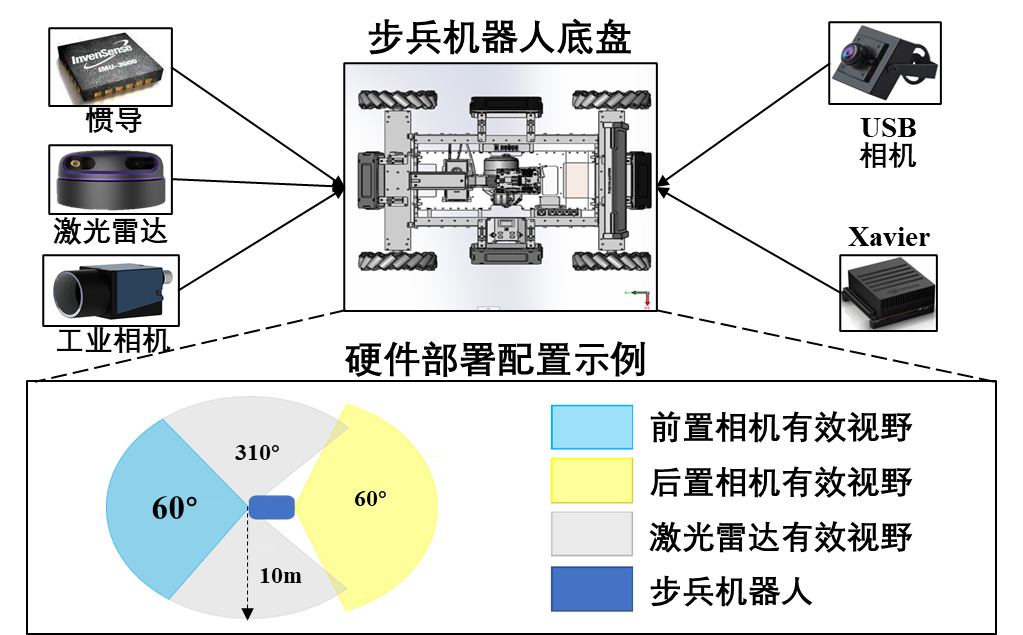 步兵机器人底盘
InvenSense
IMU-3000
惯导
激光雷达
工业相机
USB
相机
Xavier
硬件部署配置示例
310°
60°
60°
10m
前置相机有效视野
后置相机有效视野
激光雷达有效视野
步兵机器人